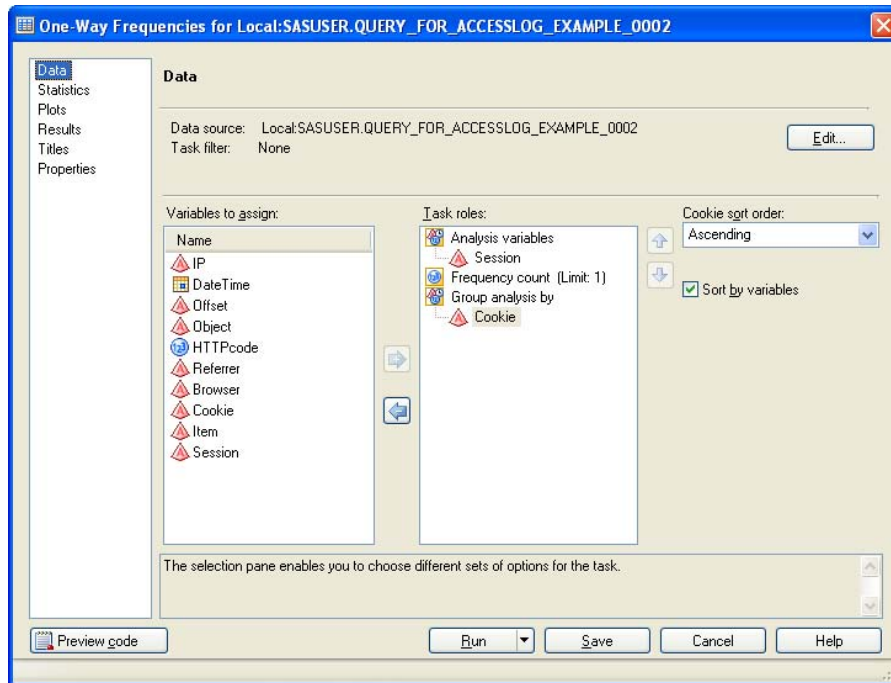 One-Way Frequencies for Local:SASUSER.QUERY_FOR_ACCESSLOG_EXAMPLE_0002
Data
Statistics
Plots
Results
Titles
Properties
Data
Data source: Local:SASUSER.QUERY_FOR_ACCESSLOG_EXAMPLE_0002
Task filter: None
Edit...
Variables to assign:
Name
IP
DateTime
Offset
Object
HTTPcode
Referrer
Browser
Cookie
Item
Session
Task roles:
Analysis variables
Session
Frequency count (Limit: 1)
Group analysis by
Cookie
Cookie sort order:
Ascending
Sort by variables
The selection pane enables you to choose different sets of options for the task.
Preview code
Run
Save
Cancel
Help